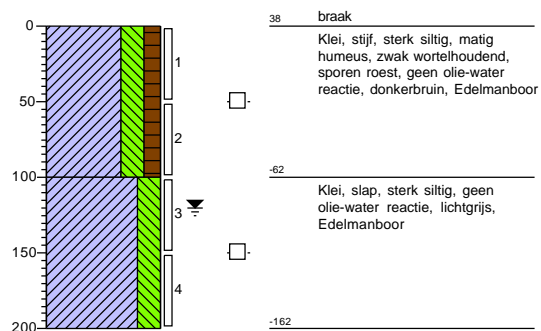 0
50
100
150
200
1
2
3
4
38 braak
Klei, stijf, sterk siltig, matig
humeus, zwak wortelhoudend,
sporen roest, geen olie-water
reactie, donkerbruin, Edelmanboor
-62
Klei, slap, sterk siltig, geen
olie-water reactie, lichtgrijs,
Edelmanboor
-162